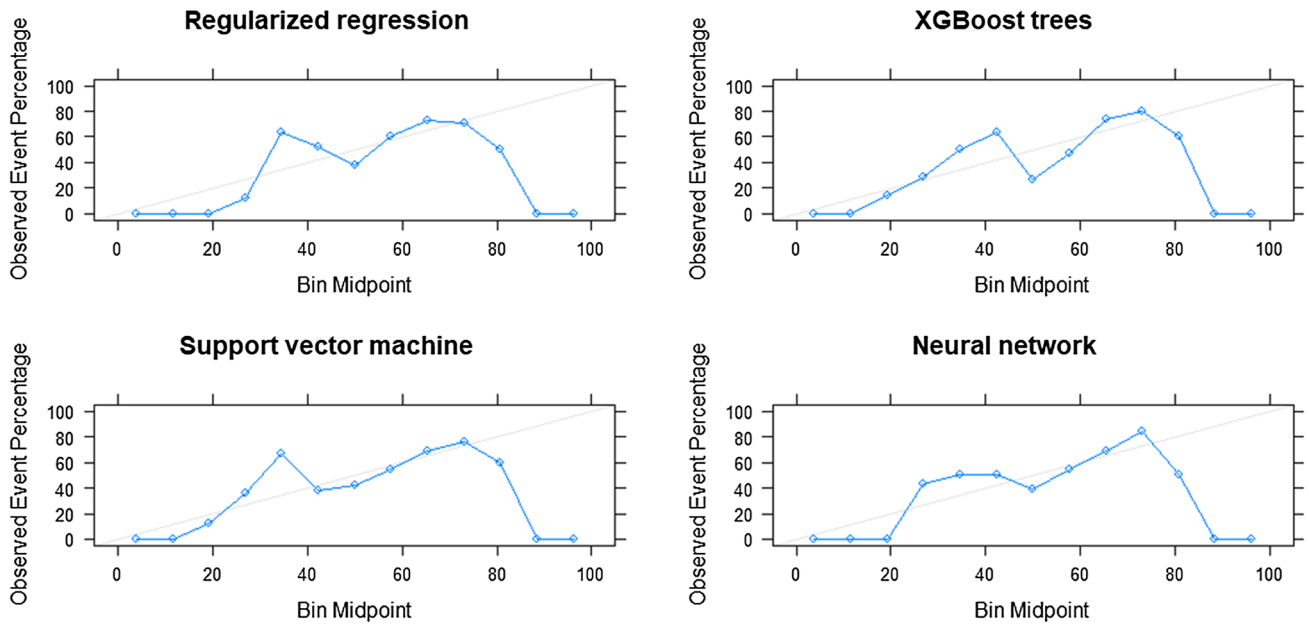 Regularized regression
Observed Event Percentage
100
80
60
40
20
0
0 20 40 60 80 100
Bin Midpoint
XGBoost trees
Observed Event Percentage
100
80
60
40
20
0
0 20 40 60 80 100
Bin Midpoint
Support vector machine
Observed Event Percentage
100
80
60
40
20
0
0 20 40 60 80 100
Bin Midpoint
Neural network
Observed Event Percentage
100
80
60
40
20
0
0 20 40 60 80 100
Bin Midpoint